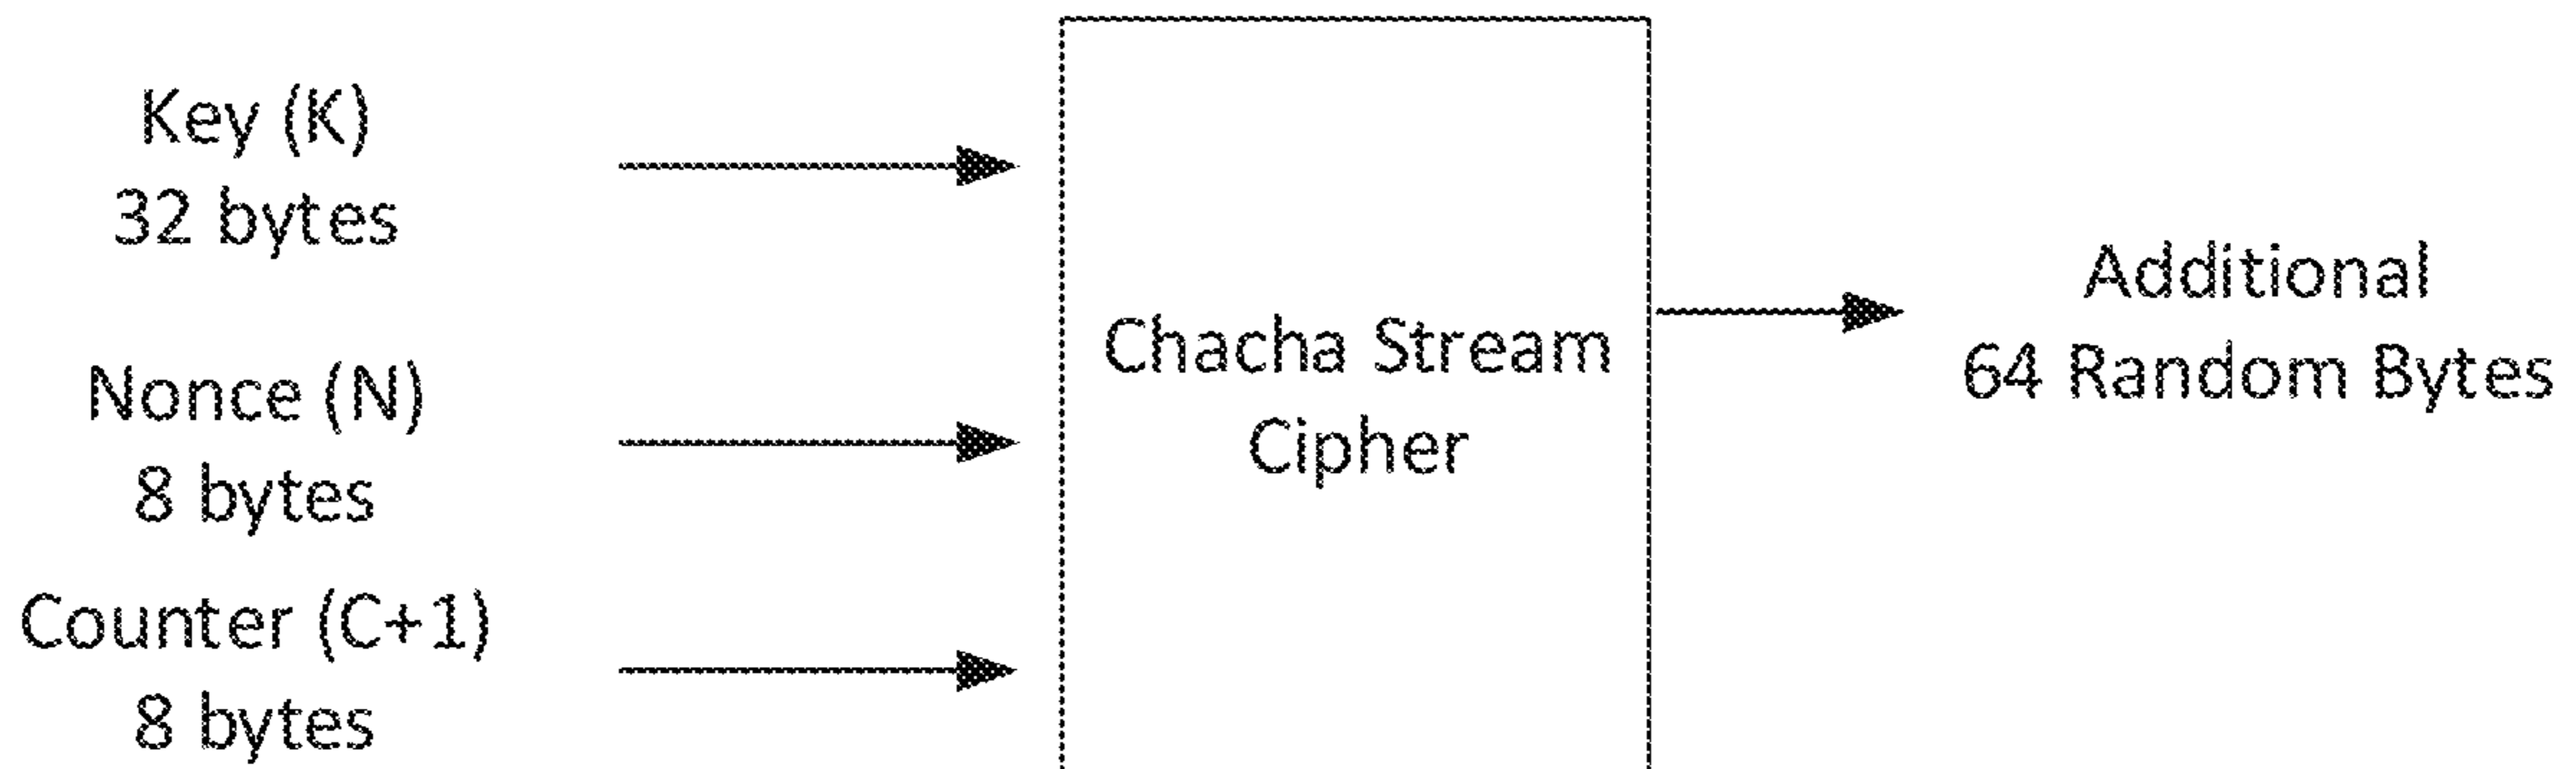 Key (K)
32 bytes
Nonce (N)
8 bytes
Counter (C+1)
8 bytes
Chacha Stream
Cipher
Additional
64 Random Bytes